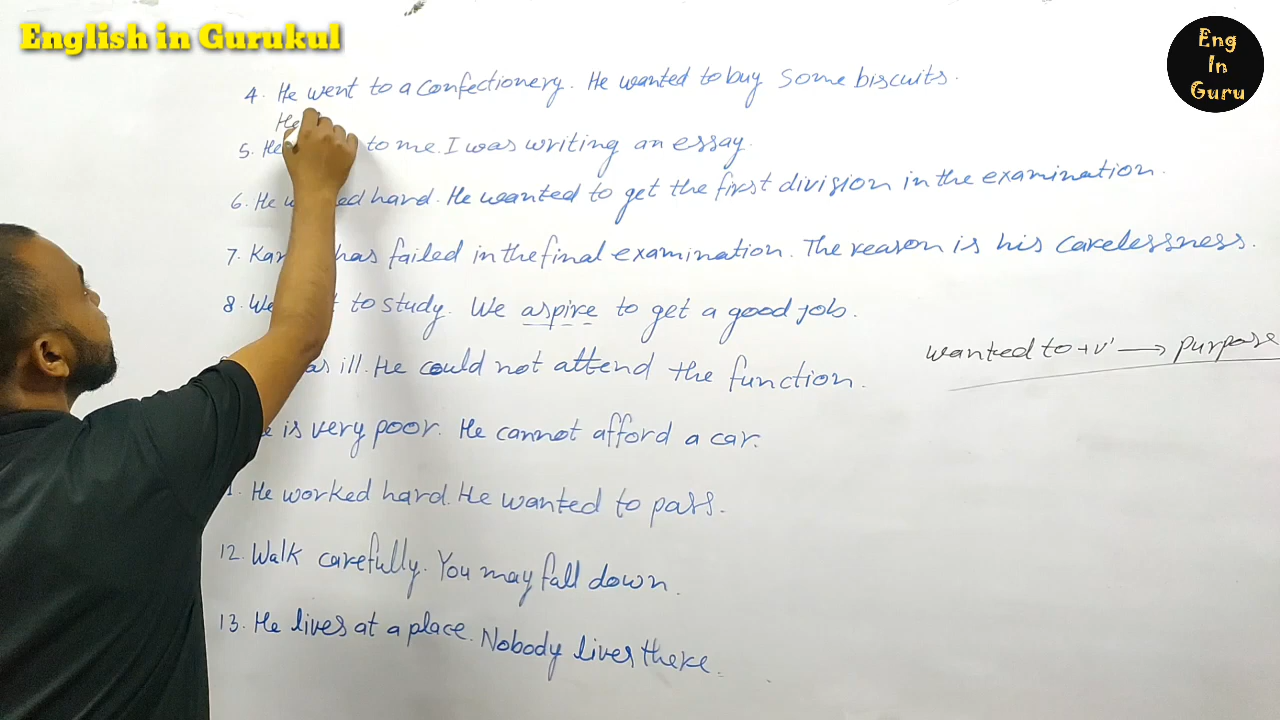 English in Gurukul
Eng
In
Guru
4. He went to a confectionery. He wanted to buy some biscuits.
He
5. He to me. I was writing an essay.
6. He hard. He wanted to get the first division in the examination.
7. has failed in the final examination. The reason is his carelessness.
8. We to study. We aspire to get a good job.
wanted to + v' → purpose
ill. He could not attend the function.
is very poor. He cannot afford a car.
He worked hard. He wanted to pass.
12. Walk carefully. You may fall down.
13. He lives at a place. Nobody lives there.